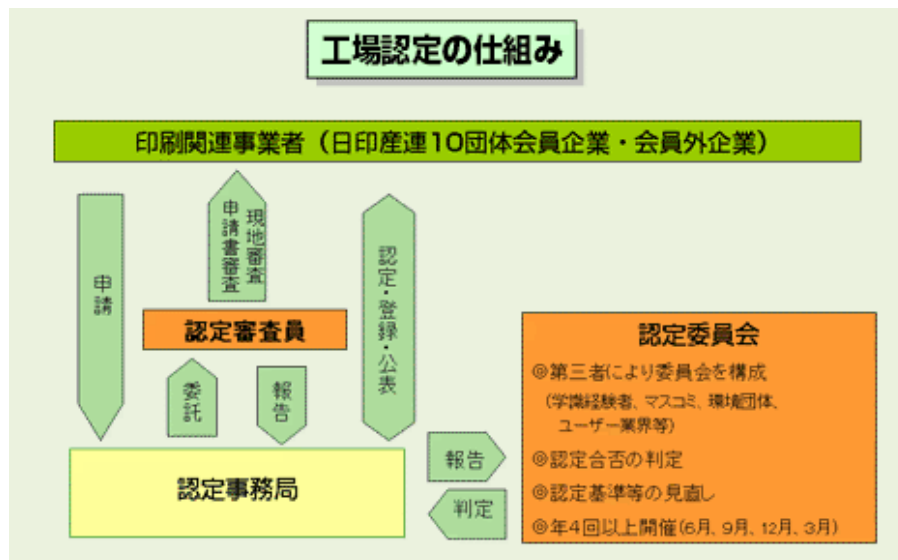 工場認定の仕組み
印刷関連事業者（日印産連10団体会員企業・会員外企業）
申請
現地審査
申請書審査
認定・登録・公表
認定審査員
委託
報告
認定事務局
報告
判定
認定委員会
◎第三者により委員会を構成
(学識経験者、マスコミ、環境団体、
ユーザー業界等)
◎認定合否の判定
◎認定基準等の見直し
◎年4回以上開催(6月、9月、12月、3月)